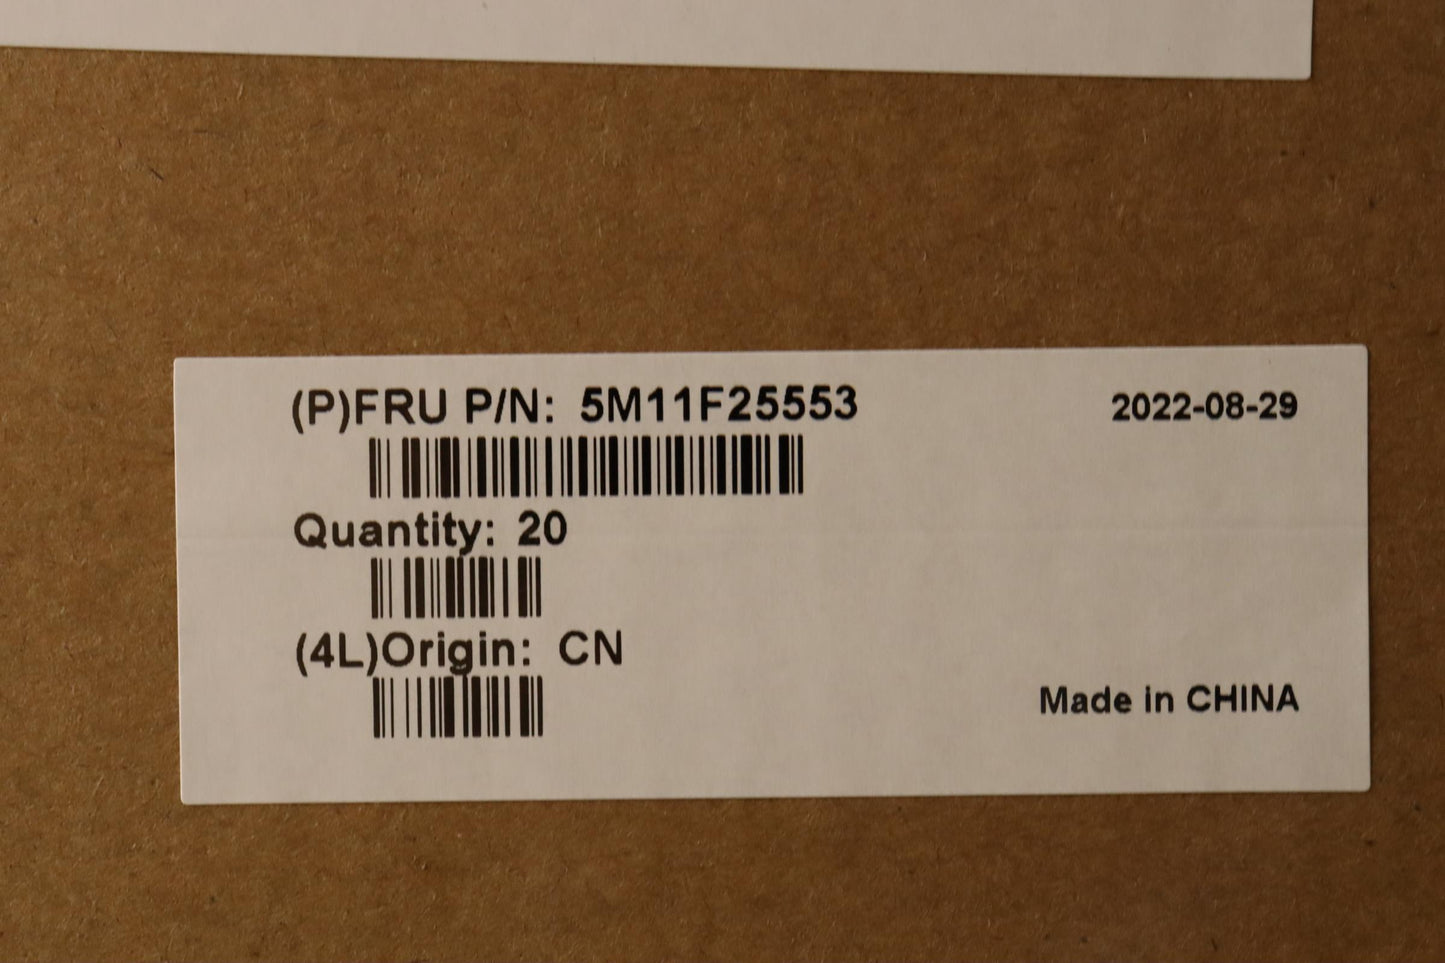 (P)FRU P/N: 5M11F25553
2022-08-29
Quantity: 20
(4L)Origin: CN
Made in CHINA